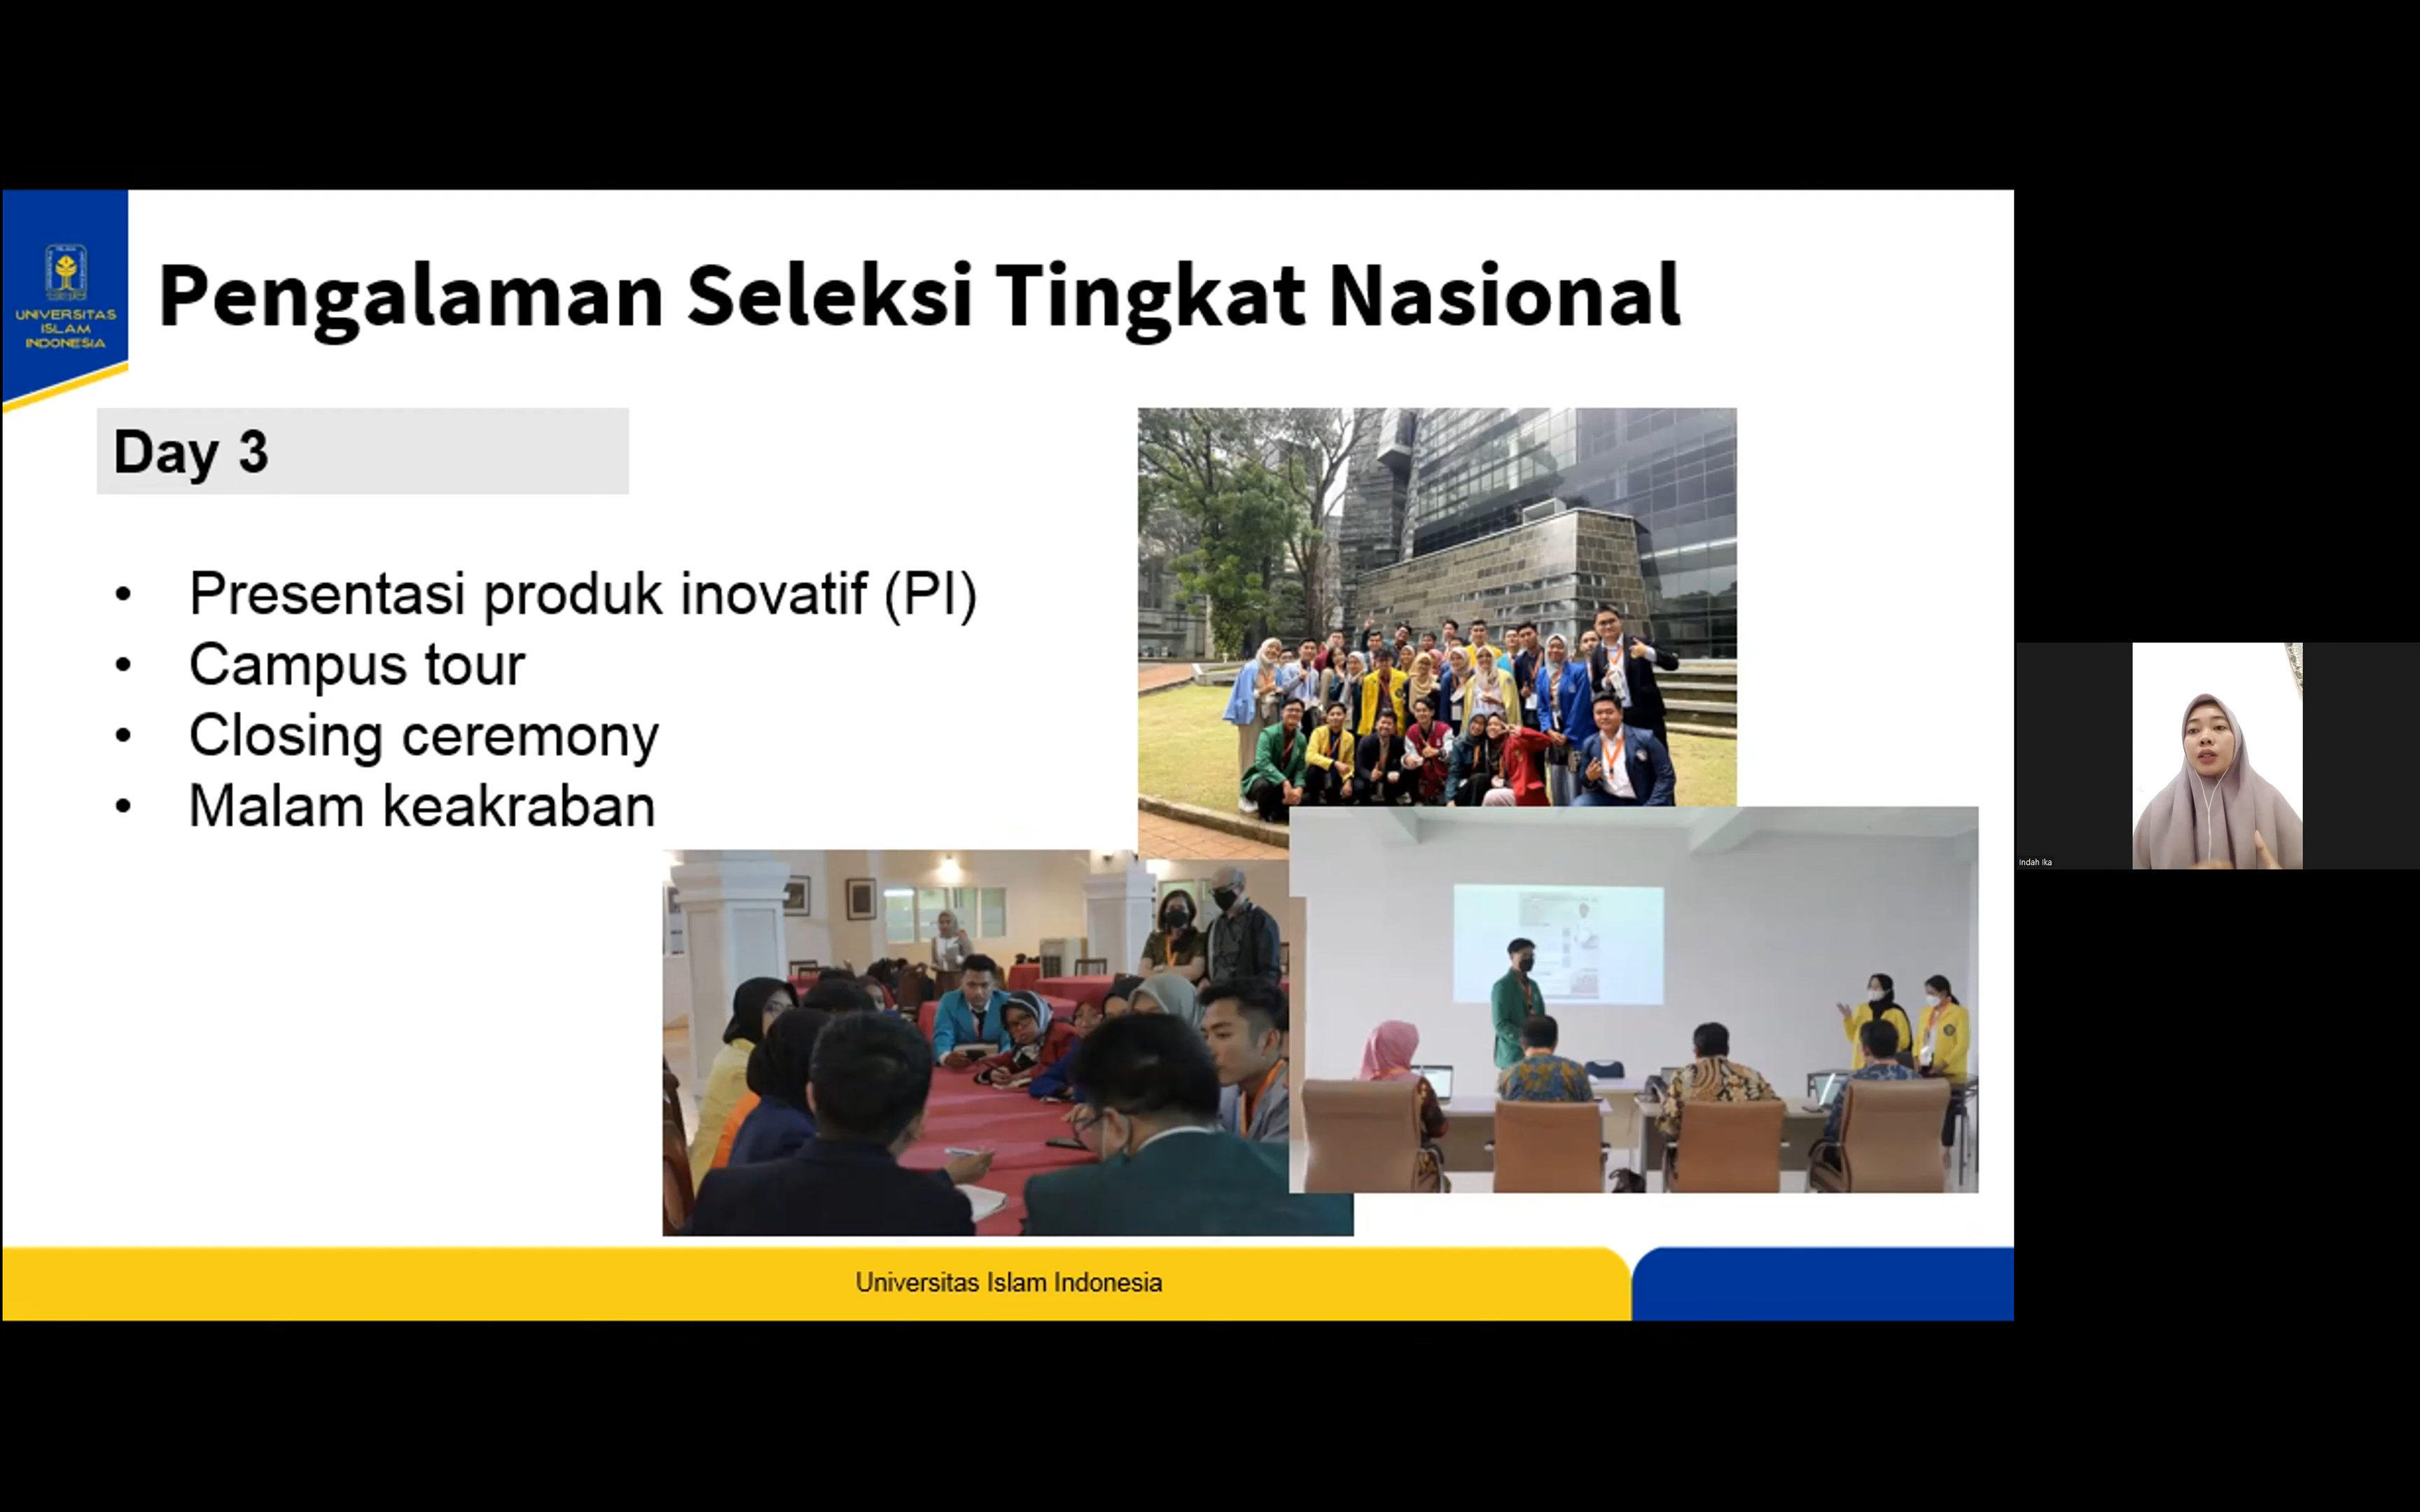 UNIVERSITAS
ISLAM
INDONESIA
Pengalaman Seleksi Tingkat Nasional
Day 3
• Presentasi produk inovatif (PI)
• Campus tour
• Closing ceremony
• Malam keakraban
Indah Ika
Universitas Islam Indonesia